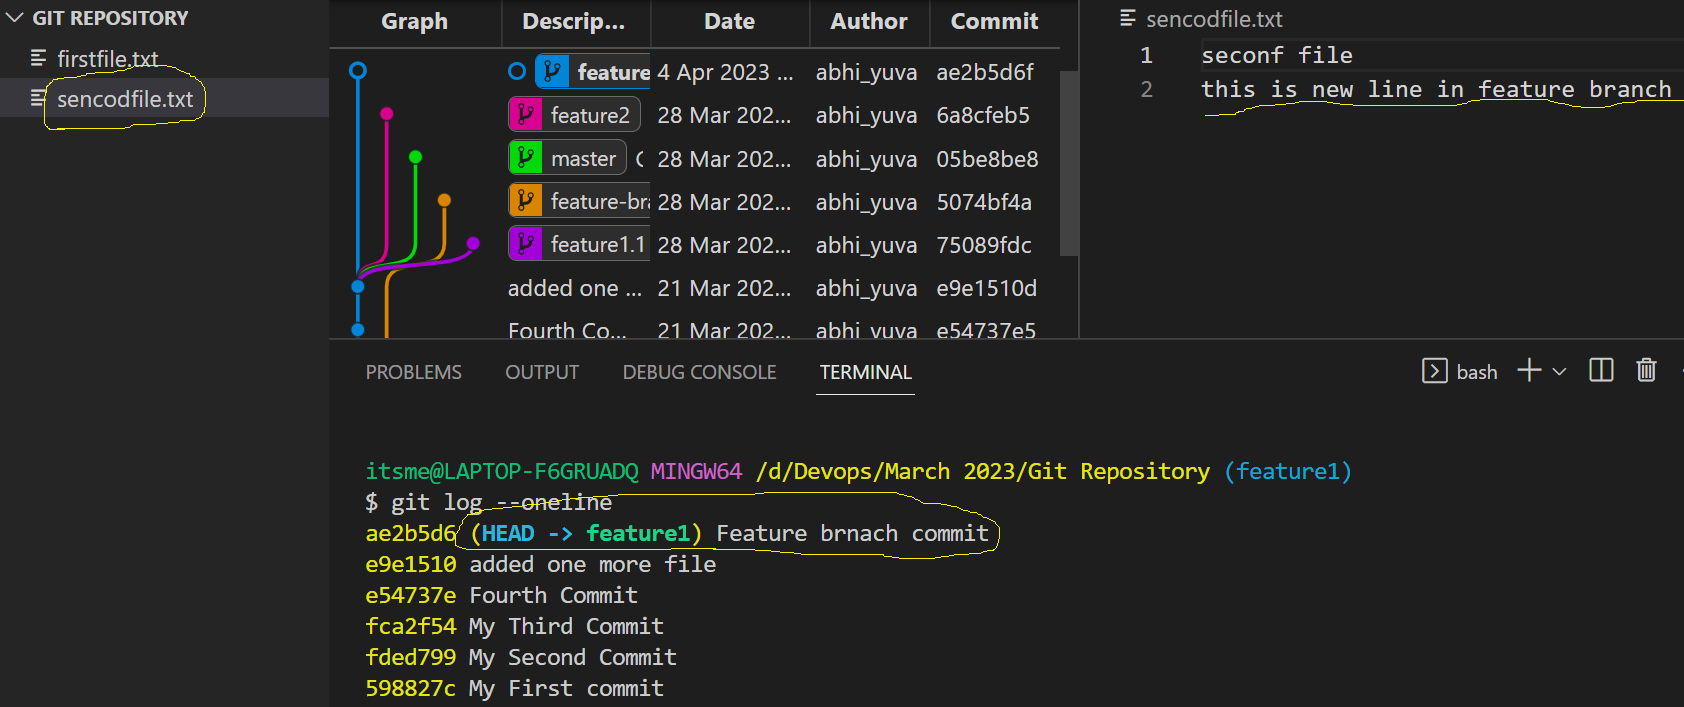 GIT REPOSITORY
firstfile.txt
sencodfile.txt
Graph Descrip... Date Author Commit
feature 4 Apr 2023 ... abhi_yuva ae2b5d6f
feature2 28 Mar 202... abhi_yuva 6a8cfeb5
master 28 Mar 202... abhi_yuva 05be8be8
feature-bra 28 Mar 202... abhi_yuva 5074bf4a
feature1.1 28 Mar 202... abhi_yuva 75089fdc
added one ... 21 Mar 202... abhi_yuva e9e1510d
Fourth Co... 21 Mar 202... abhi_yuva e54737e5
sencodfile.txt
1 seconf file
2 this is new line in feature branch
PROBLEMS OUTPUT DEBUG CONSOLE TERMINAL bash
itsme@LAPTOP-F6GRUADQ MINGW64 /d/Devops/March 2023/Git Repository (feature1)
$ git log --oneline
ae2b5d6 (HEAD -> feature1) Feature brnach commit
e9e1510 added one more file
e54737e Fourth Commit
fca2f54 My Third Commit
fded799 My Second Commit
598827c My First commit